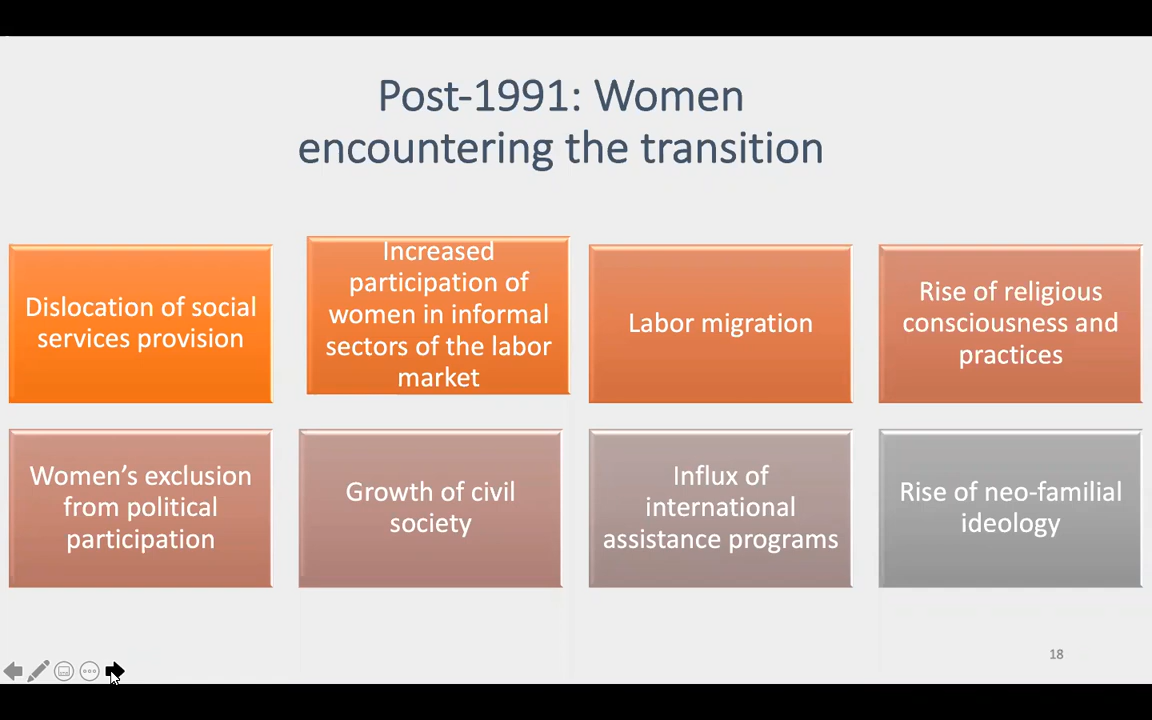 Post-1991: Women
encountering the transition
Dislocation of social
services provision
Increased
participation of
women in informal
sectors of the labor
market
Labor migration
Rise of religious
consciousness and
practices
Women’s exclusion
from political
participation
Growth of civil
society
Influx of
international
assistance programs
Rise of neo-familial
ideology
18